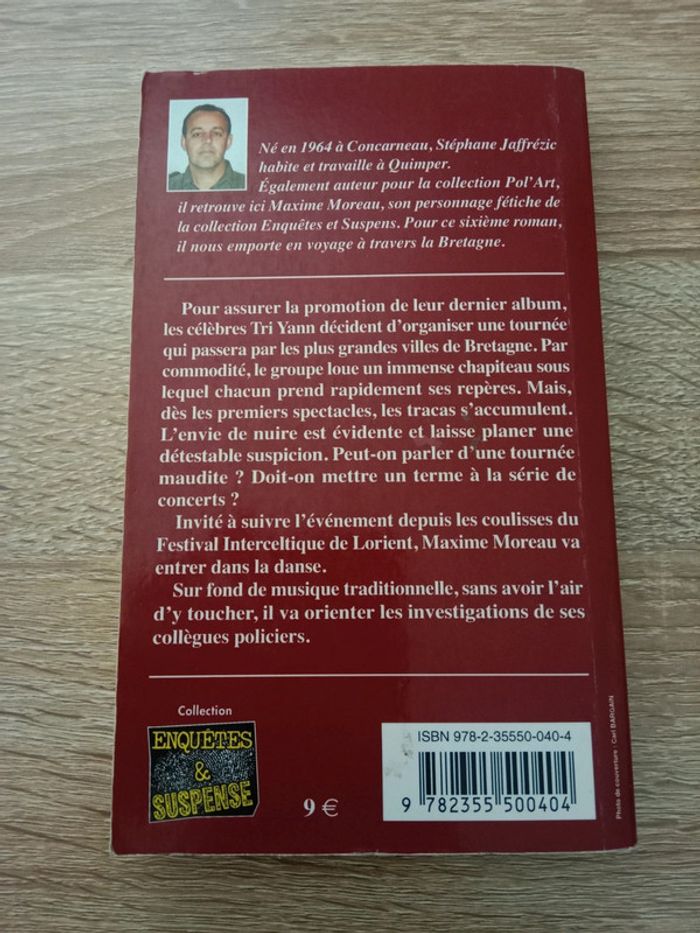 Né en 1964 à Concarneau, Stéphane Jaffrézic
habite et travaille à Quimper.
Également auteur pour la collection Pol'Art,
il retrouve ici Maxime Moreau, son personnage fétiche de
la collection Enquêtes et Suspens. Pour ce sixième roman,
il nous emporte en voyage à travers la Bretagne.
Pour assurer la promotion de leur dernier album,
les célèbres Tri Yann décident d'organiser une tournée
qui passera par les plus grandes villes de Bretagne. Par
commodité, le groupe loue un immense chapiteau sous
lequel chacun prend rapidement ses repères. Mais,
dès les premiers spectacles, les tracas s'accumulent.
L'envie de nuire est évidente et laisse planer une
détestable suspicion. Peut-on parler d'une tournée
maudite ? Doit-on mettre un terme à la série de
concerts ?
Invité à suivre l'événement depuis les coulisses du
Festival Interceltique de Lorient, Maxime Moreau va
entrer dans la danse.
Sur fond de musique traditionnelle, sans avoir l'air
d'y toucher, il va orienter les investigations de ses
collègues policiers.
Collection
ENQUÊTES
&
SUSPENSE
9 €
ISBN 978-2-35550-040-4
9 782355 500404
Photo de couverture : Carl BARGAIN